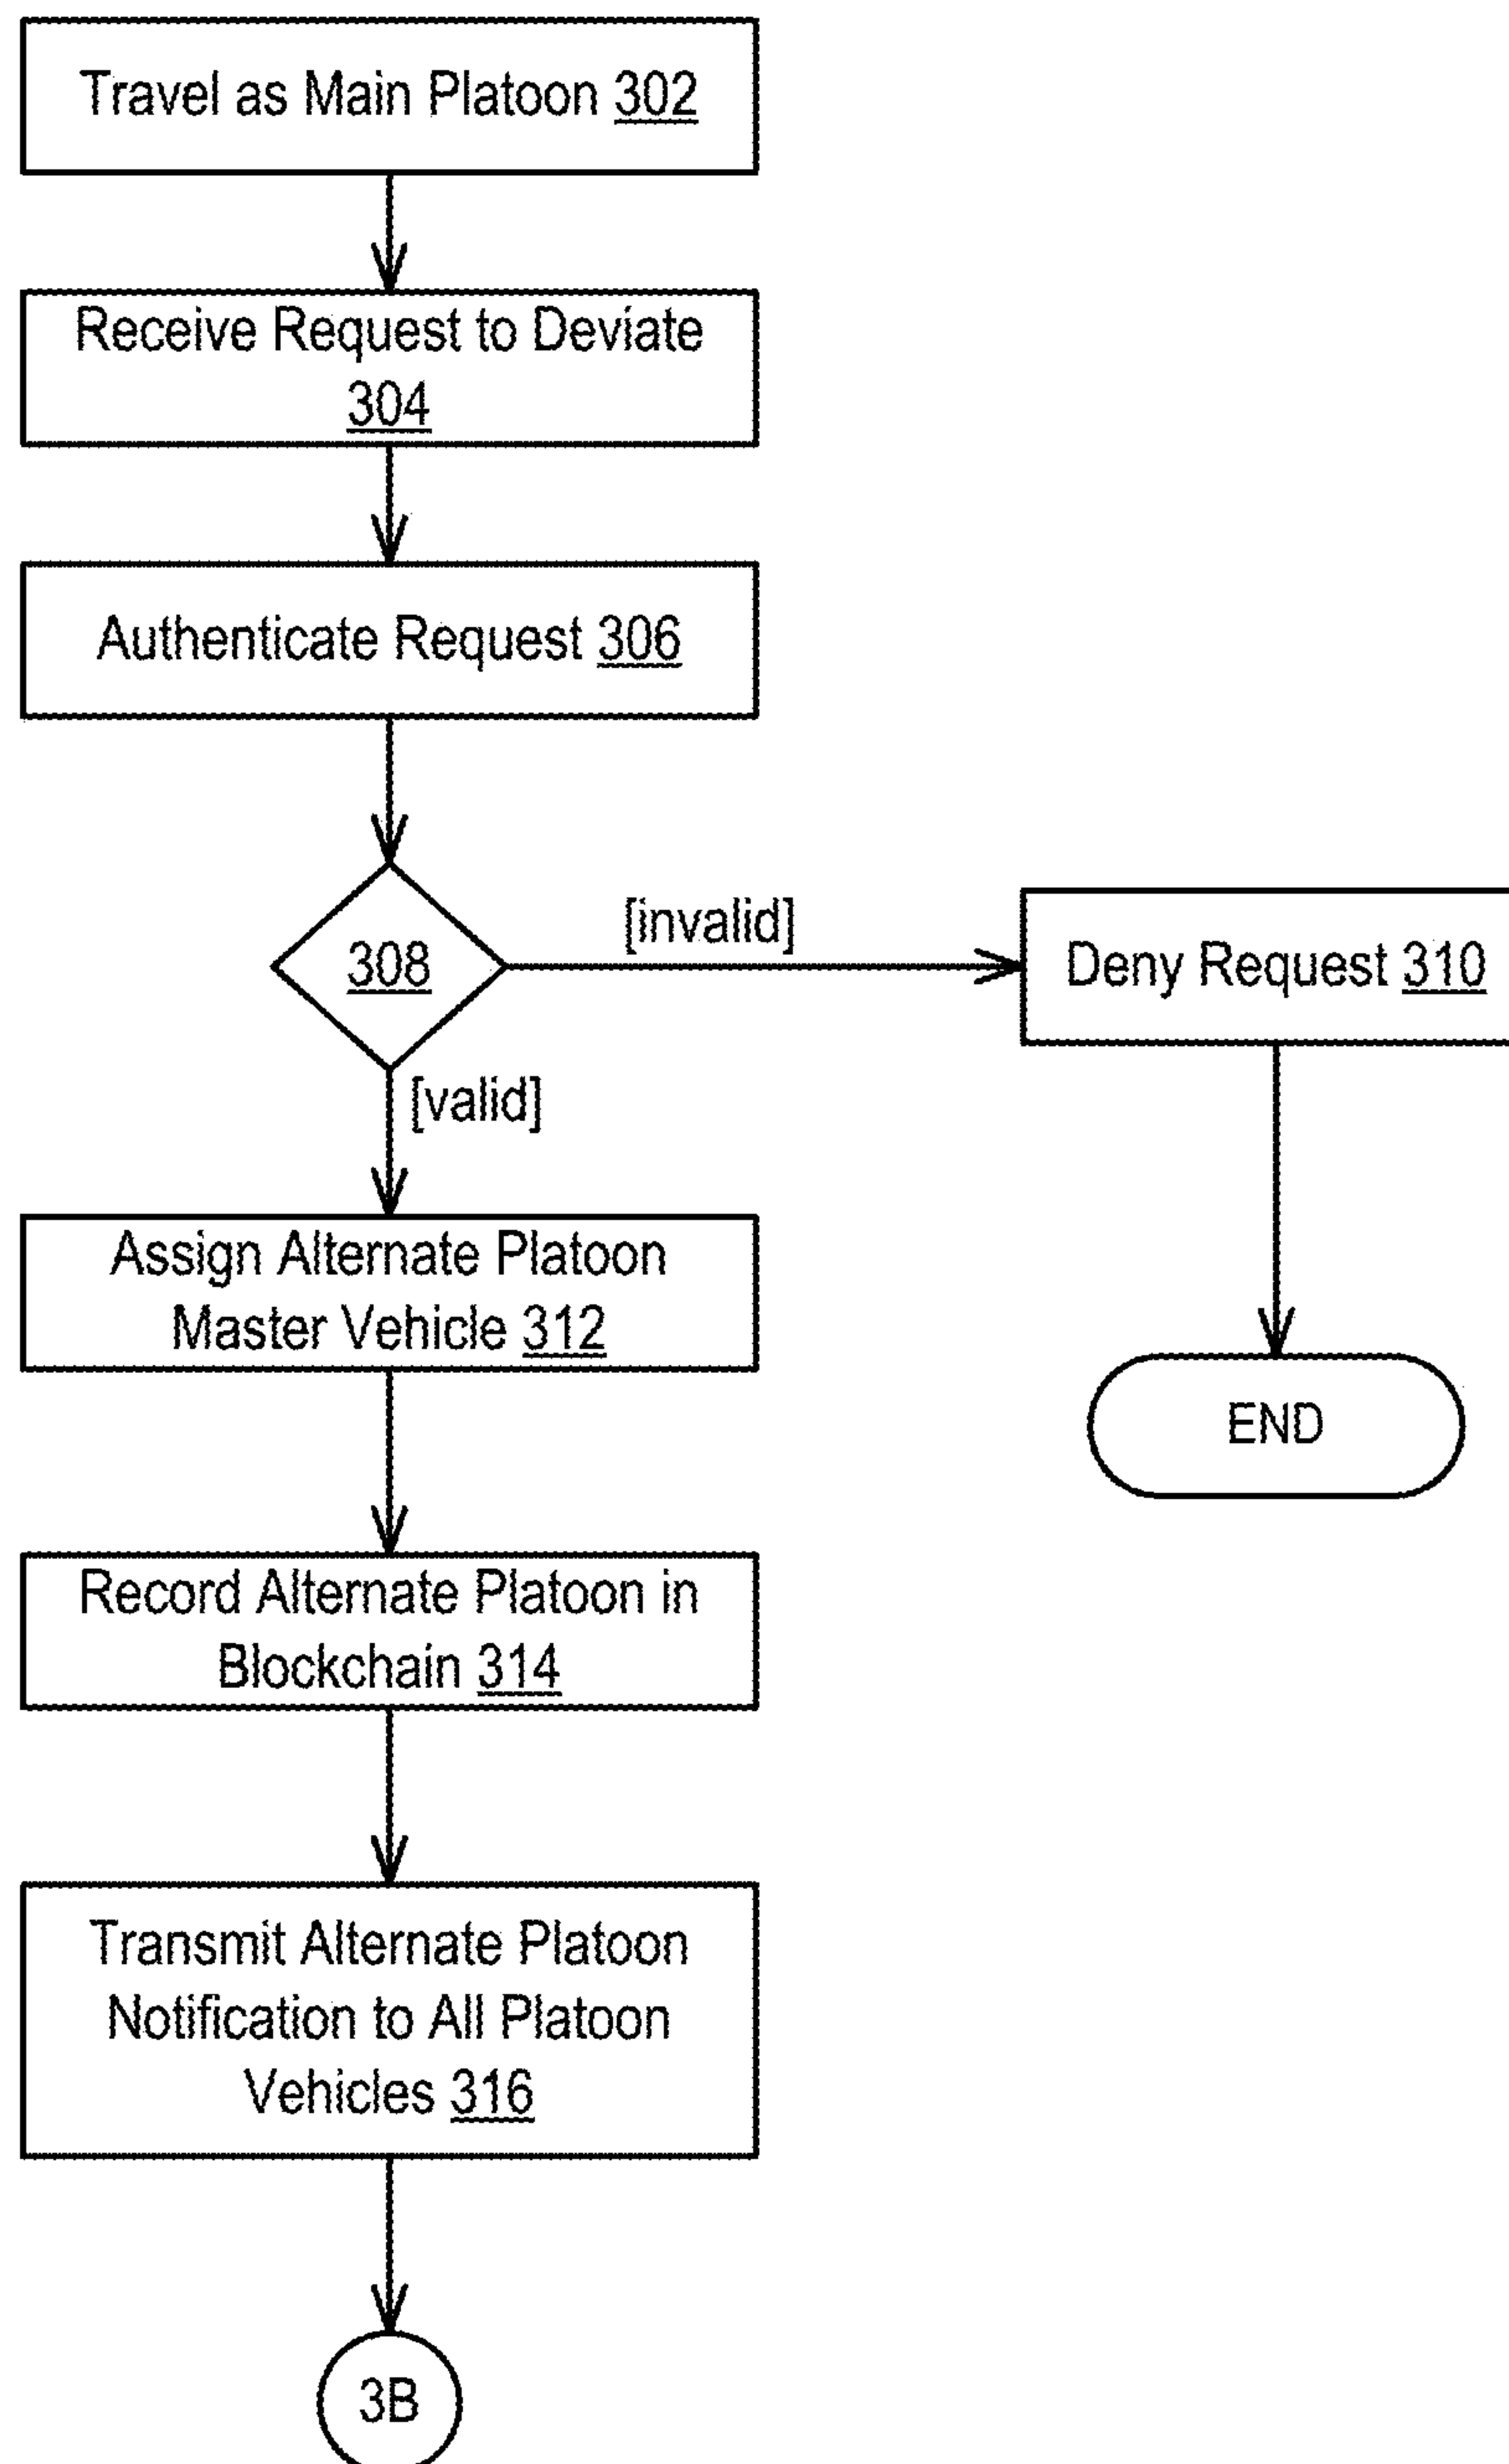 Travel as Main Platoon 302
Receive Request to Deviate
304
Authenticate Request 306
308
[invalid]
Deny Request 310
[valid]
END
Assign Alternate Platoon
Master Vehicle 312
Record Alternate Platoon in
Blockchain 314
Transmit Alternate Platoon
Notification to All Platoon
Vehicles 316
3B